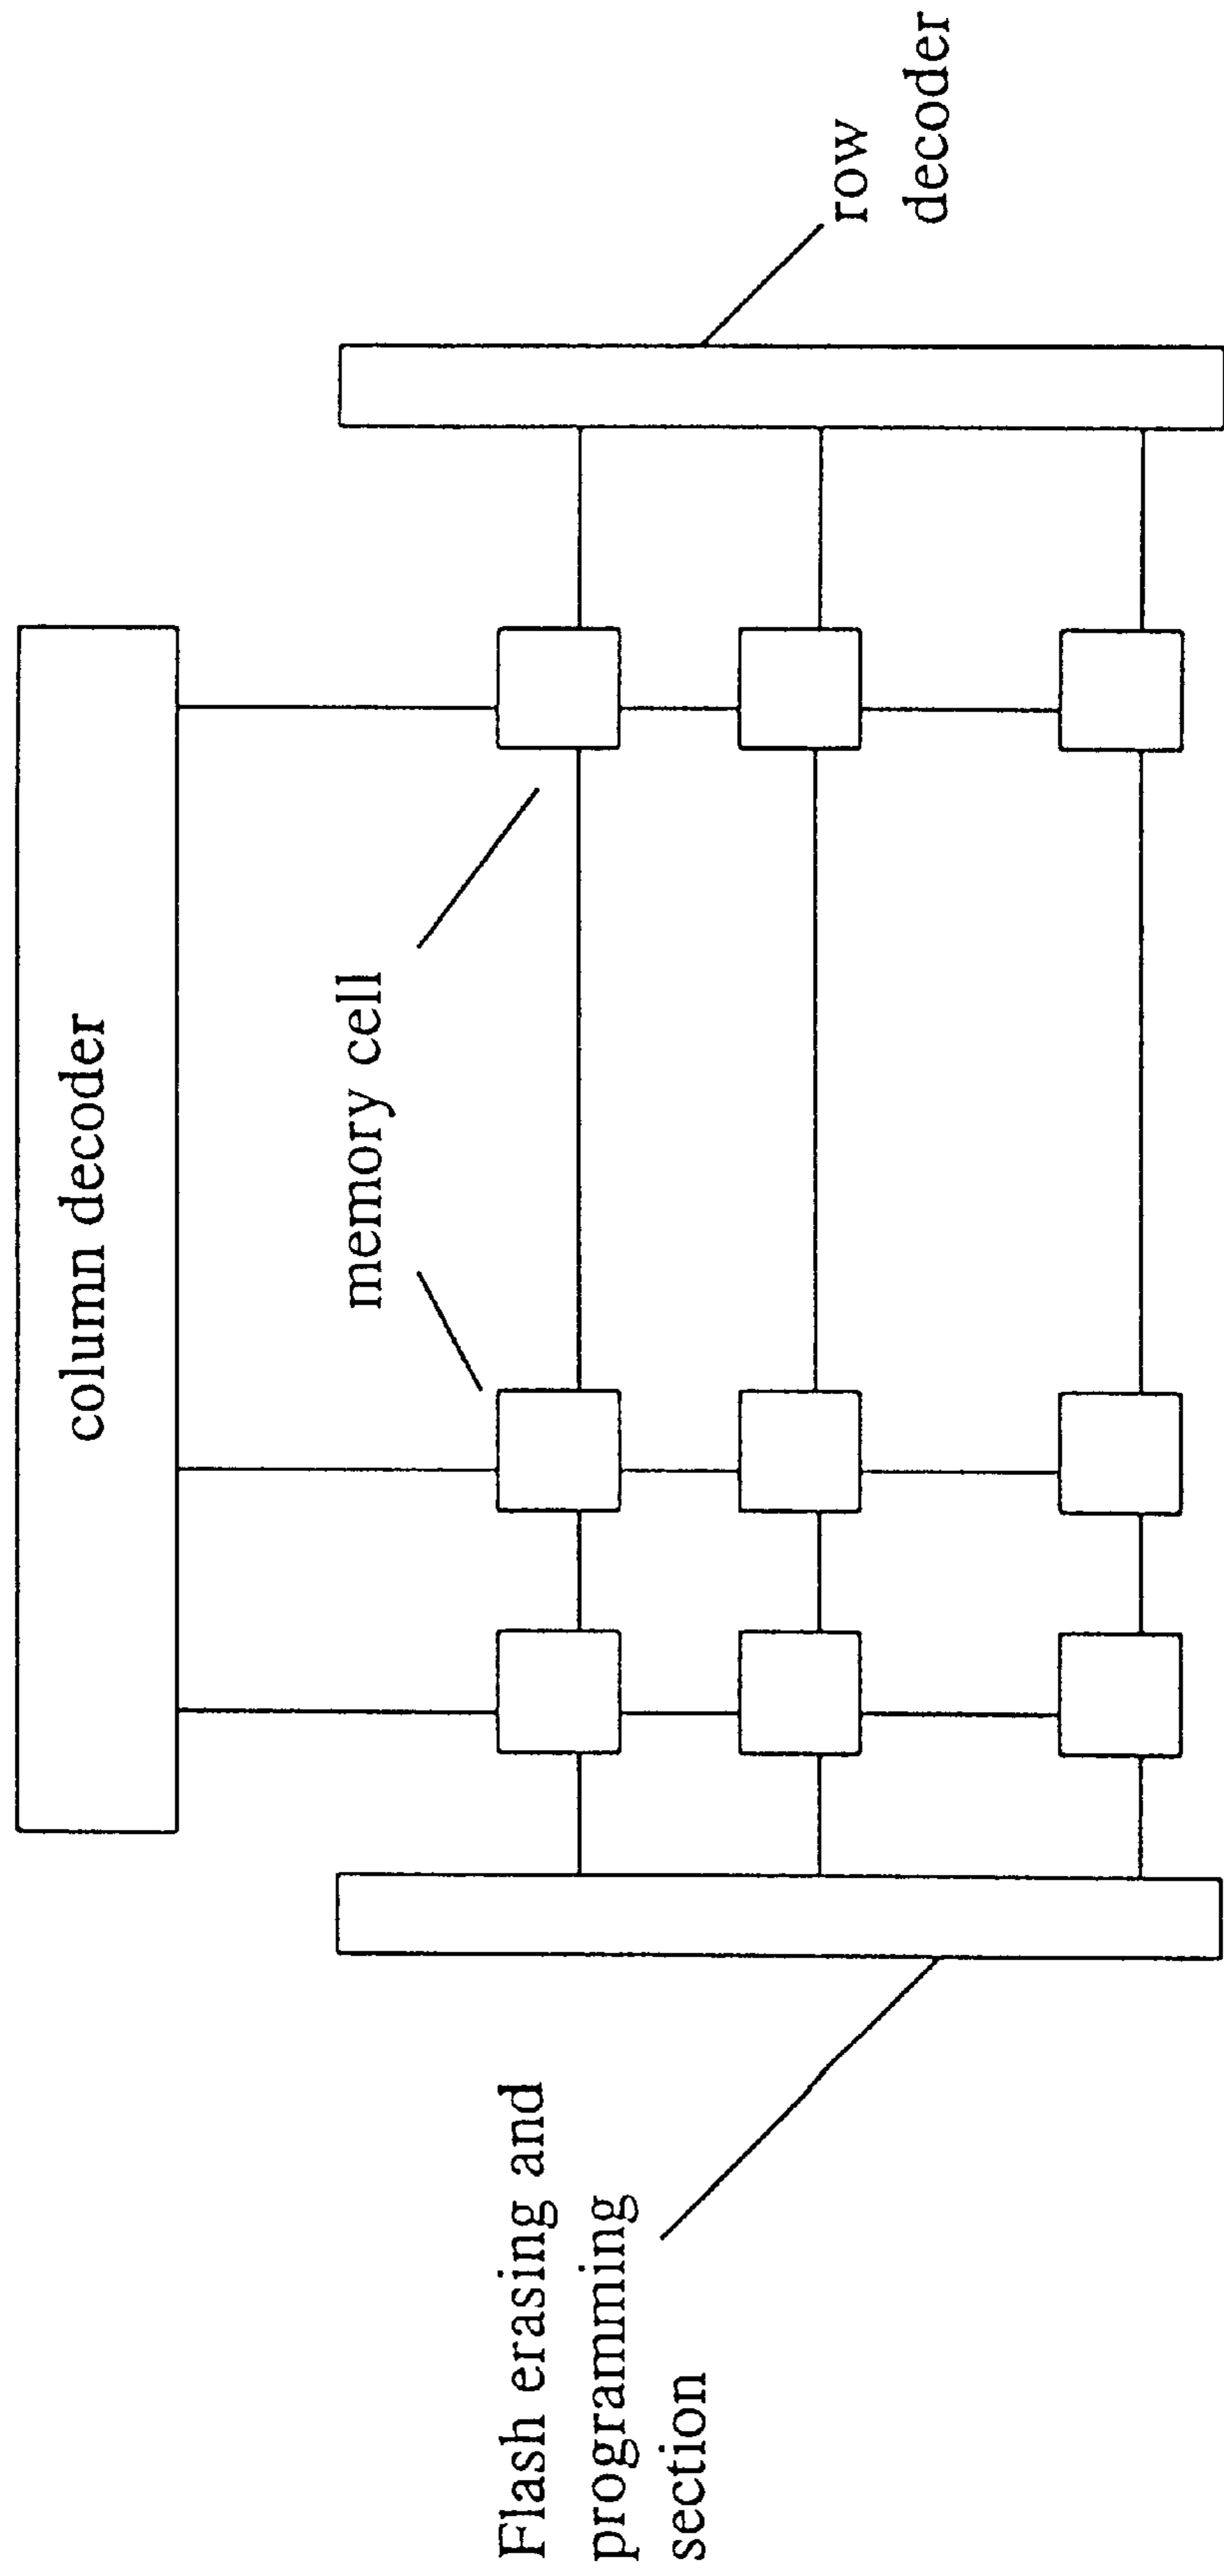 column decoder
memory cell
row
decoder
Flash erasing and
programming
section